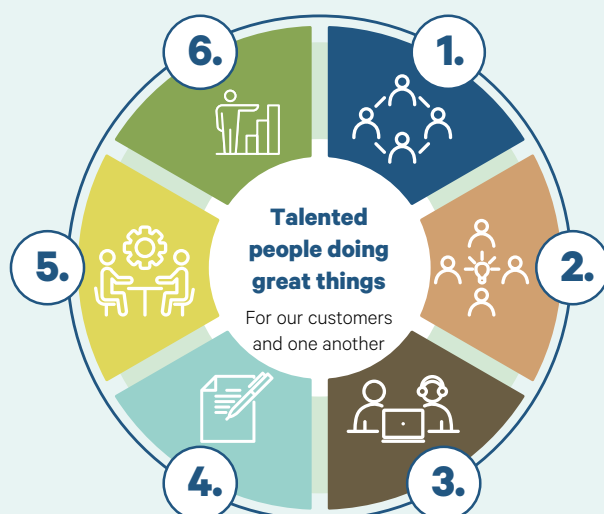 6.
1.
5.
Talented
people doing
great things
For our customers
and one another
2.
4.
3.